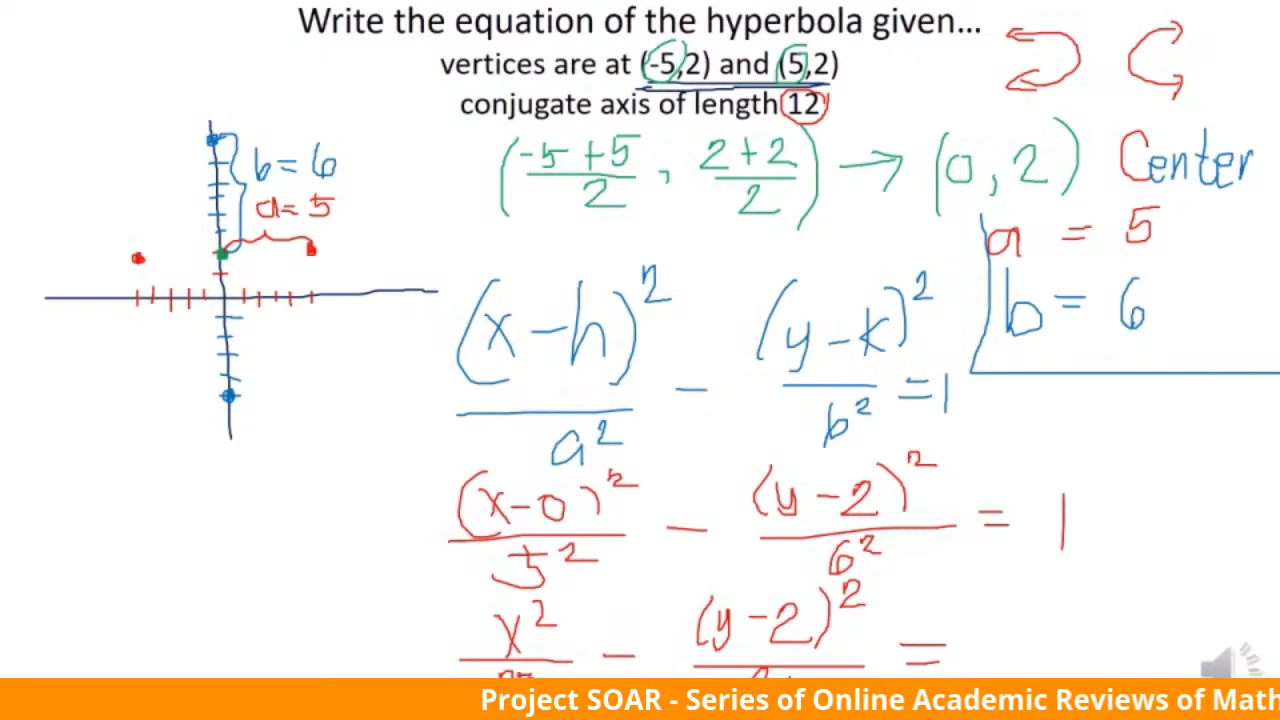 Write the equation of the hyperbola given...
vertices are at (-5,2) and (5,2)
conjugate axis of length 12
b = 6
a = 5
(-5+5/2, 2+2/2) → (0, 2) Center
a = 5
b = 6
(x-h)²/a² - (y-k)²/b² = 1
(x-0)²/5² - (y-2)²/6² = 1
x² - (y-2)² =
Project SOAR - Series of Online Academic Reviews of Math